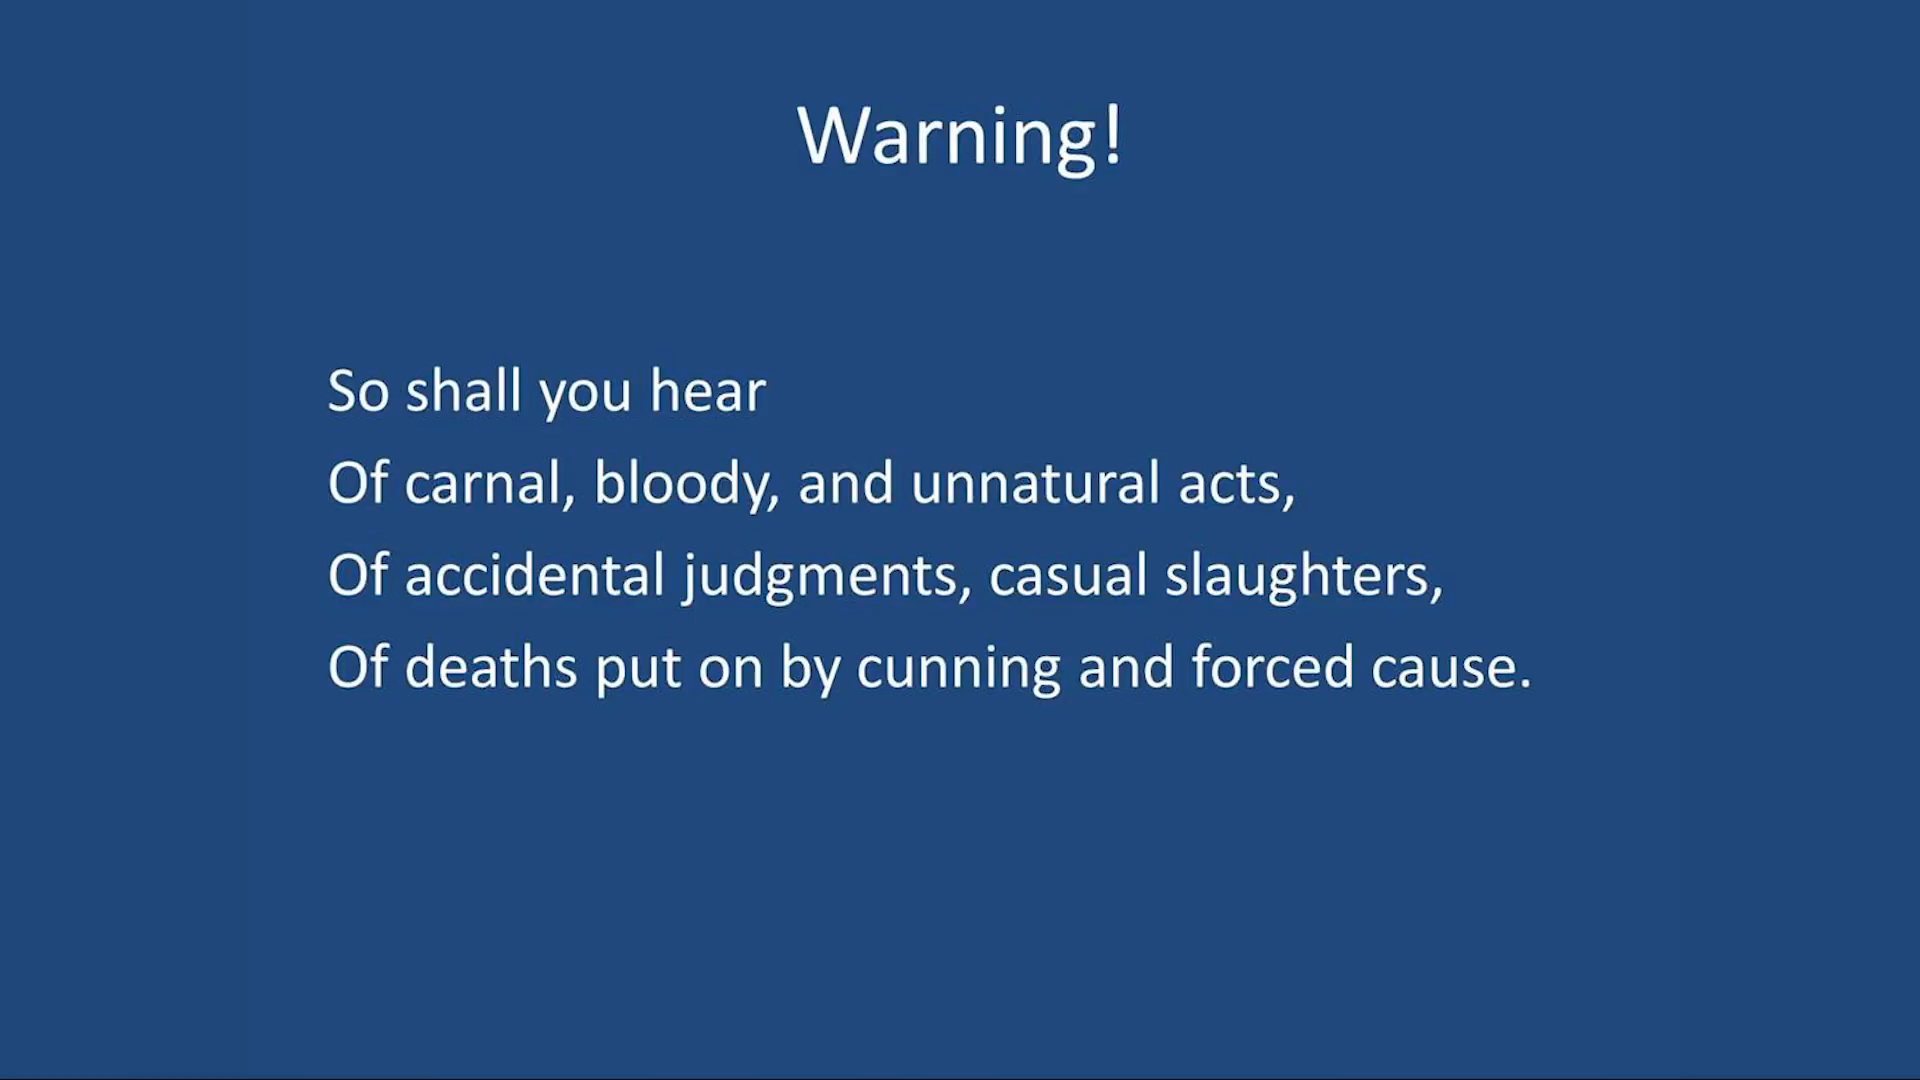 Warning!
So shall you hear
Of carnal, bloody, and unnatural acts,
Of accidental judgments, casual slaughters,
Of deaths put on by cunning and forced cause.